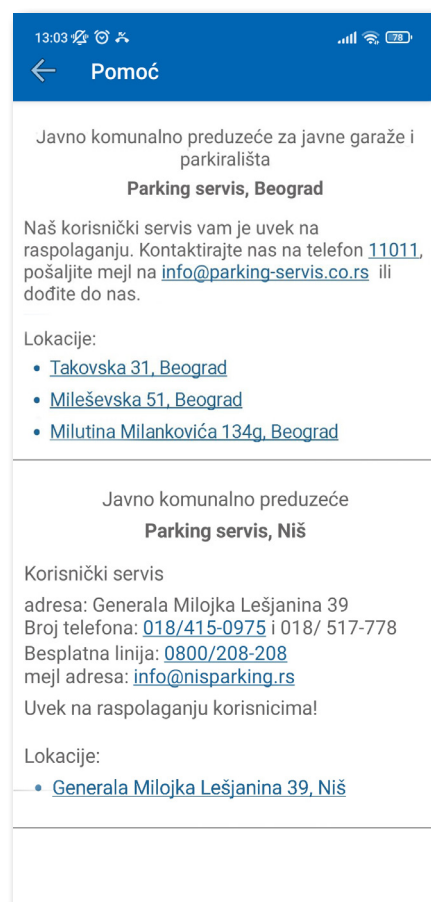 13:03 78
Pomoć
Javno komunalno preduzeće za javne garaže i
parkirališta
Parking servis, Beograd
Naš korisnički servis vam je uvek na
raspolaganju. Kontaktirajte nas na telefon 11011,
pošaljite mejl na info@parking-servis.co.rs ili
dođite do nas.
Lokacije:
• Takovska 31, Beograd
• Mileševska 51, Beograd
• Milutina Milankovića 134g, Beograd
Javno komunalno preduzeće
Parking servis, Niš
Korisnički servis
adresa: Generala Milojka Lešjanina 39
Broj telefona: 018/415-0975 i 018/ 517-778
Besplatna linija: 0800/208-208
mejl adresa: info@nisparking.rs
Uvek na raspolaganju korisnicima!
Lokacije:
• Generala Milojka Lešjanina 39, Niš